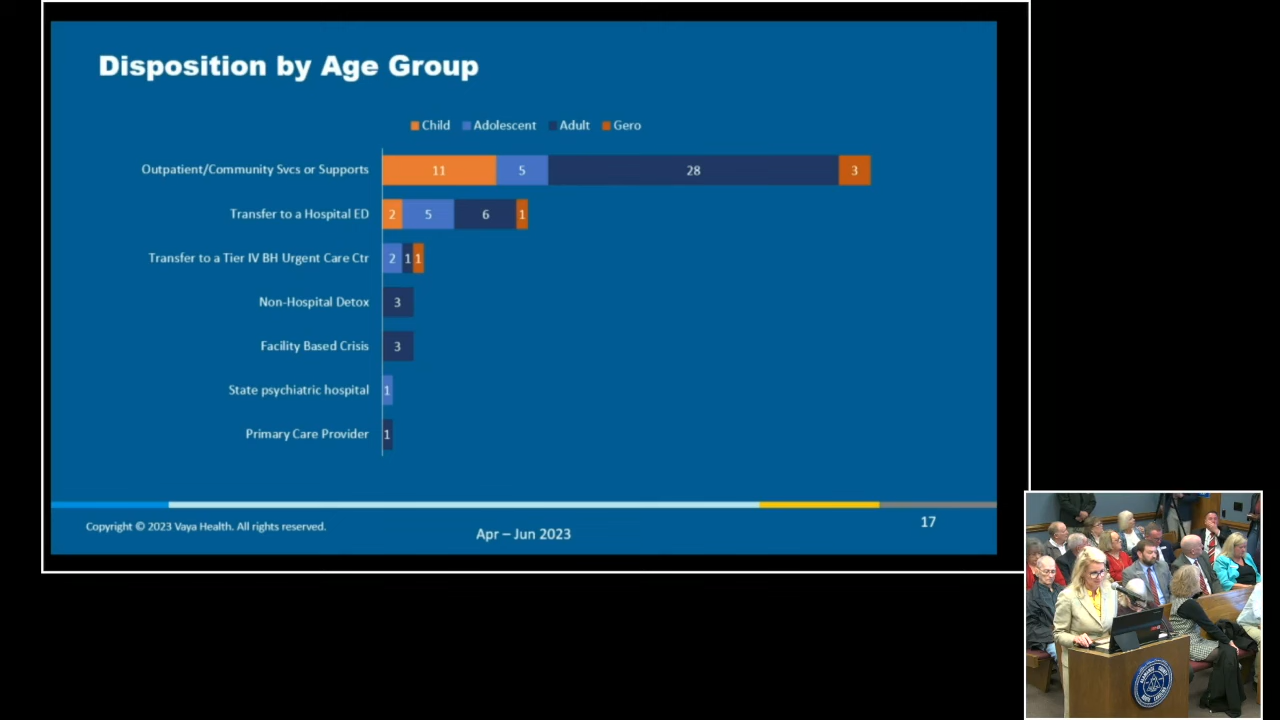 Disposition by Age Group
Child Adolescent Adult Gero
Outpatient/Community Svcs or Supports 11 5 28 3
Transfer to a Hospital ED 2 5 6 1
Transfer to a Tier IV BH Urgent Care Ctr 2 1 1
Non-Hospital Detox 3
Facility Based Crisis 3
State psychiatric hospital 1
Primary Care Provider 1
Copyright © 2023 Vaya Health. All rights reserved.
Apr – Jun 2023
17